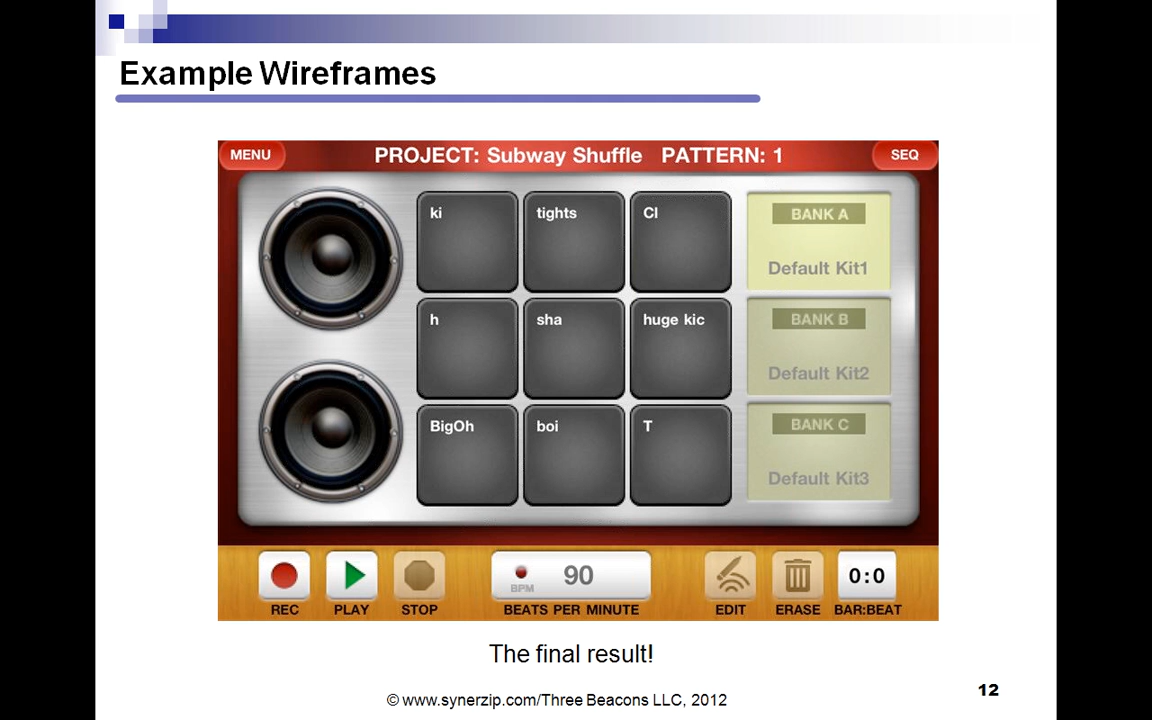 Example Wireframes
MENU
PROJECT: Subway Shuffle PATTERN: 1
SEQ
ki
tights
Cl
BANK A
Default Kit1
h
sha
huge kic
BANK B
Default Kit2
BigOh
boi
T
BANK C
Default Kit3
BPM
90
0:0
REC
PLAY
STOP
BEATS PER MINUTE
EDIT
ERASE
BAR:BEAT
The final result!
© www.synerzip.com/Three Beacons LLC, 2012
12